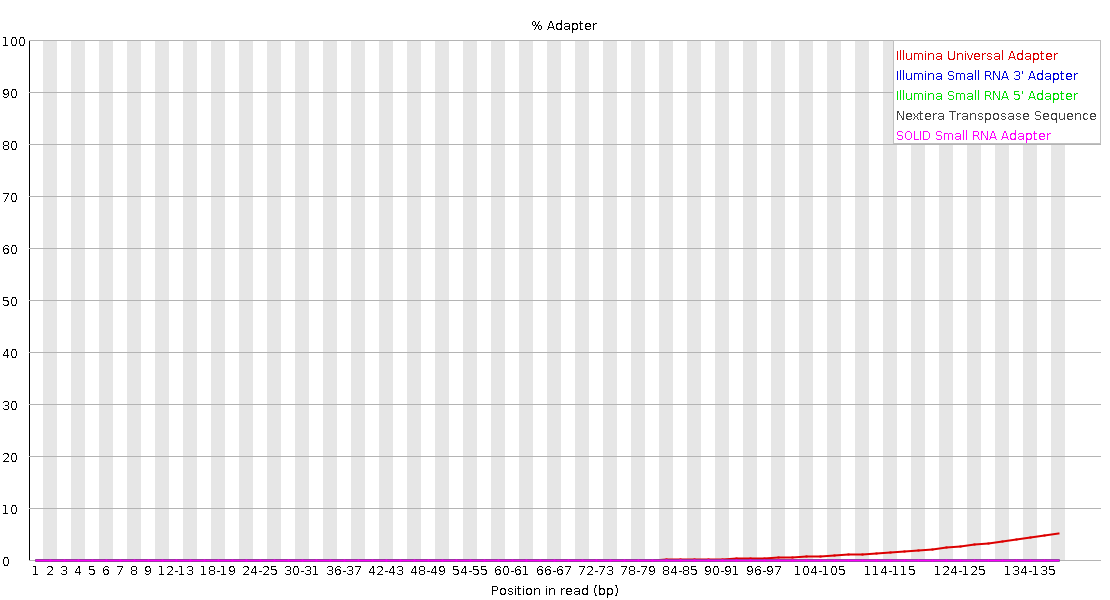 % Adapter
100
90
80
70
60
50
40
30
20
10
0
Illumina Universal Adapter
Illumina Small RNA 3' Adapter
Illumina Small RNA 5' Adapter
Nextera Transposase Sequence
SOLID Small RNA Adapter
1 2 3 4 5 6 7 8 9 12-13 18-19 24-25 30-31 36-37 42-43 48-49 54-55 60-61 66-67 72-73 78-79 84-85 90-91 96-97 104-105 114-115 124-125 134-135
Position in read (bp)